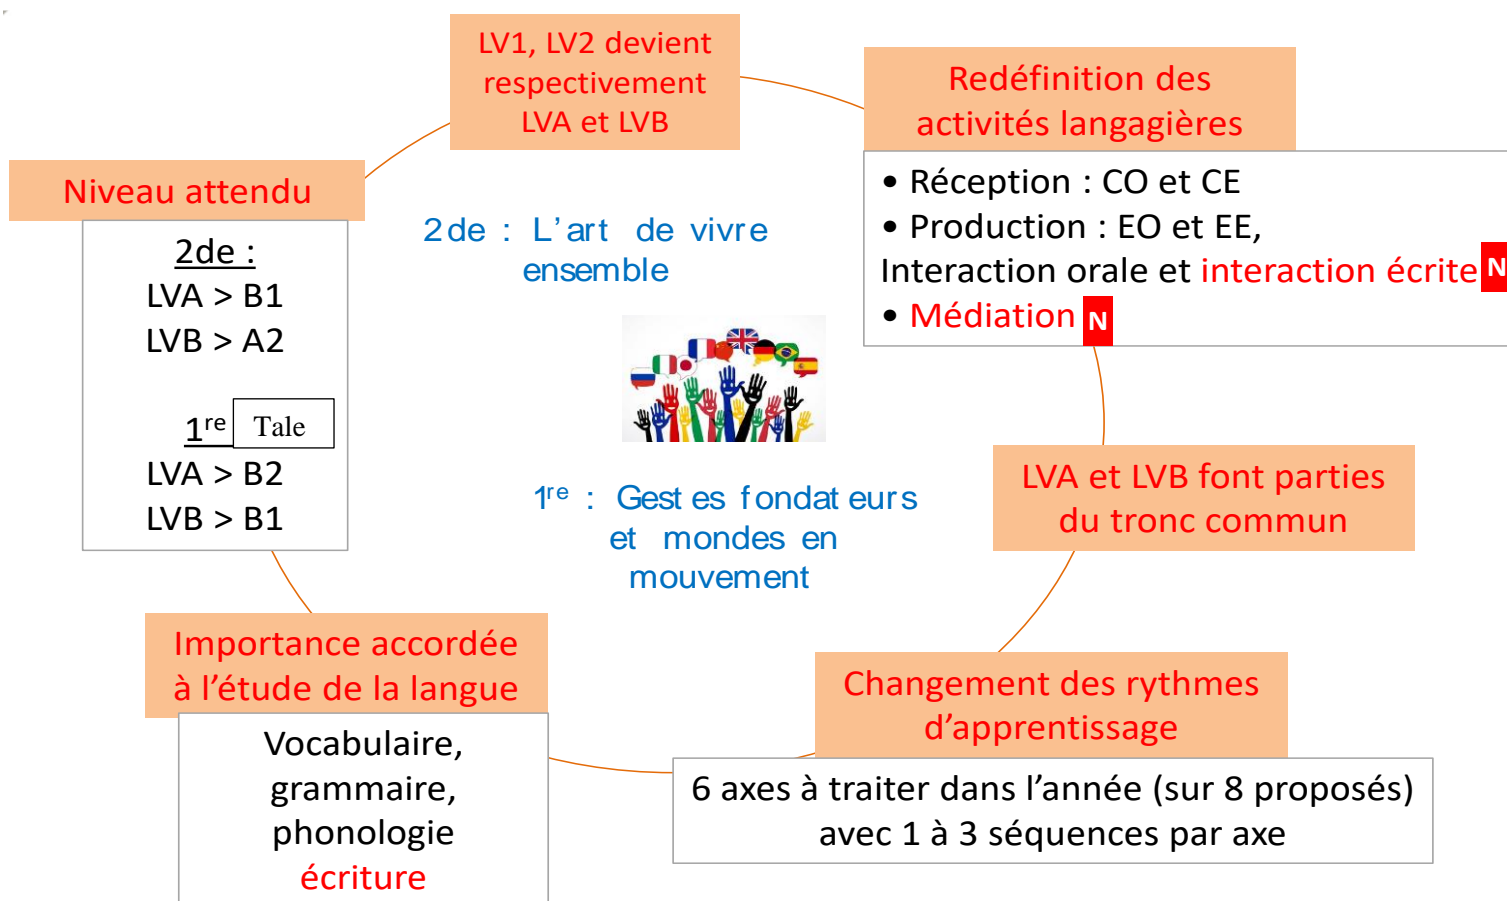 LV1, LV2 devient
respectivement
LVA et LVB
Redéfinition des
activités langagières
• Réception : CO et CE
• Production : EO et EE,
Interaction orale et interaction écrite N
• Médiation N
Niveau attendu
2de :
LVA > B1
LVB > A2
1re Tale
LVA > B2
LVB > B1
2de : L’art de vivre
ensemble
1re : Gestes fondateurs
et mondes en
mouvement
LVA et LVB font parties
du tronc commun
Importance accordée
à l’étude de la langue
Vocabulaire,
grammaire,
phonologie
écriture
Changement des rythmes
d’apprentissage
6 axes à traiter dans l’année (sur 8 proposés)
avec 1 à 3 séquences par axe